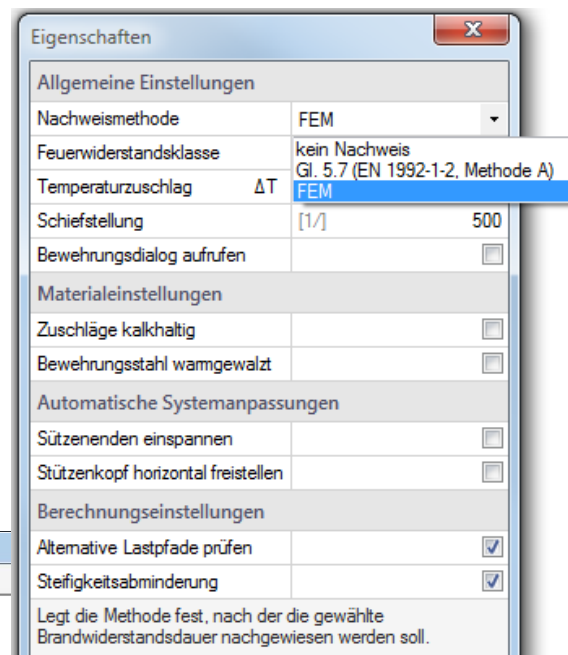 Eigenschaften
x
Allgemeine Einstellungen
Nachweismethode FEM
Feuerwiderstandsklasse
kein Nachweis
Gl. 5.7 (EN 1992-1-2, Methode A)
FEM
Temperaturzuschlag ΔT
Schiefstellung [1/] 500
Bewehrungsdialog aufrufen
Materialeinstellungen
Zuschläge kalkhaltig
Bewehrungsstahl warmgewalzt
Automatische Systemanpassungen
Sützenenden einspannen
Stützenkopf horizontal freistellen
Berechnungseinstellungen
Alternative Lastpfade prüfen
Steifigkeitsabminderung
Legt die Methode fest, nach der die gewählte
Brandwiderstandsdauer nachgewiesen werden soll.